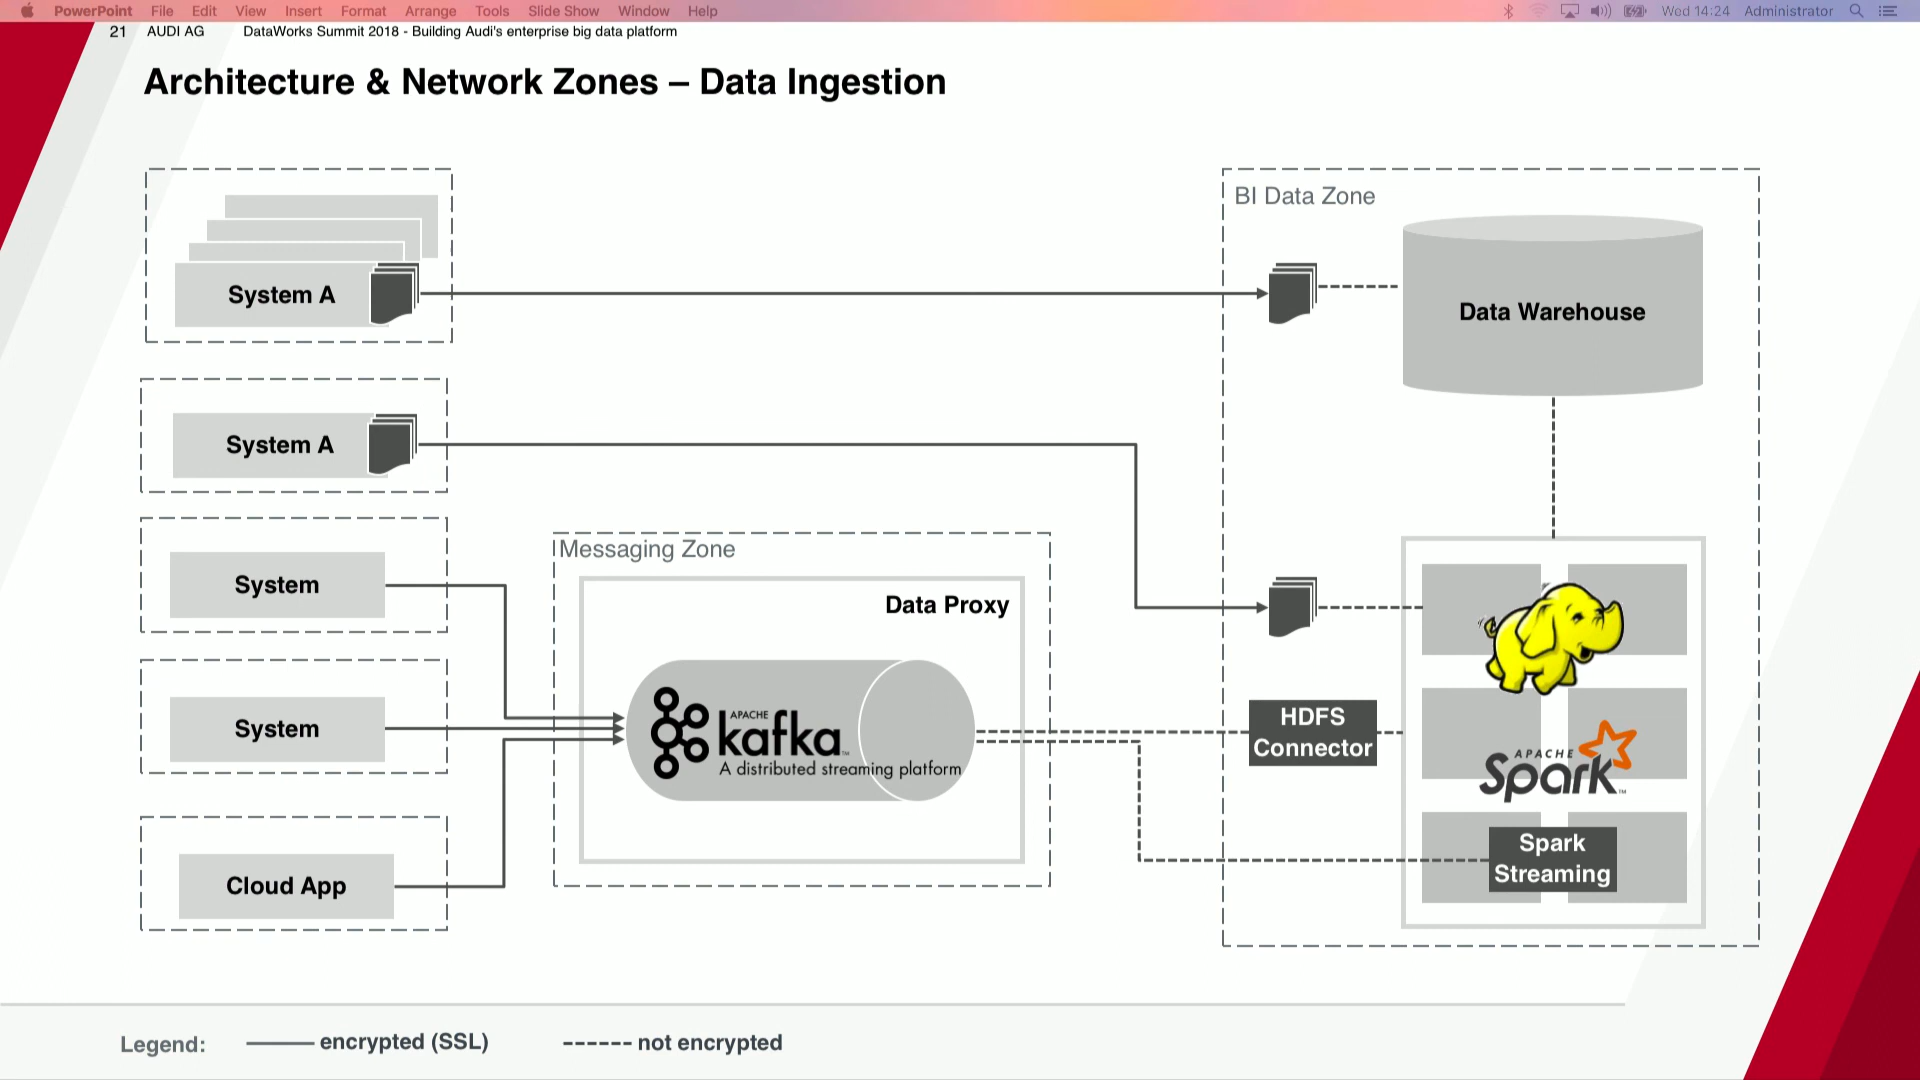 PowerPoint File Edit View Insert Format Arrange Tools Slide Show Window Help Wed 14:24 Administrator
21 AUDI AG DataWorks Summit 2018 - Building Audi's enterprise big data platform
Architecture & Network Zones – Data Ingestion
BI Data Zone
System A
Data Warehouse
System A
Messaging Zone
System
Data Proxy
System
APACHE
kafka™
A distributed streaming platform
HDFS
Connector
APACHE
Spark™
Spark
Streaming
Cloud App
Legend: encrypted (SSL) not encrypted